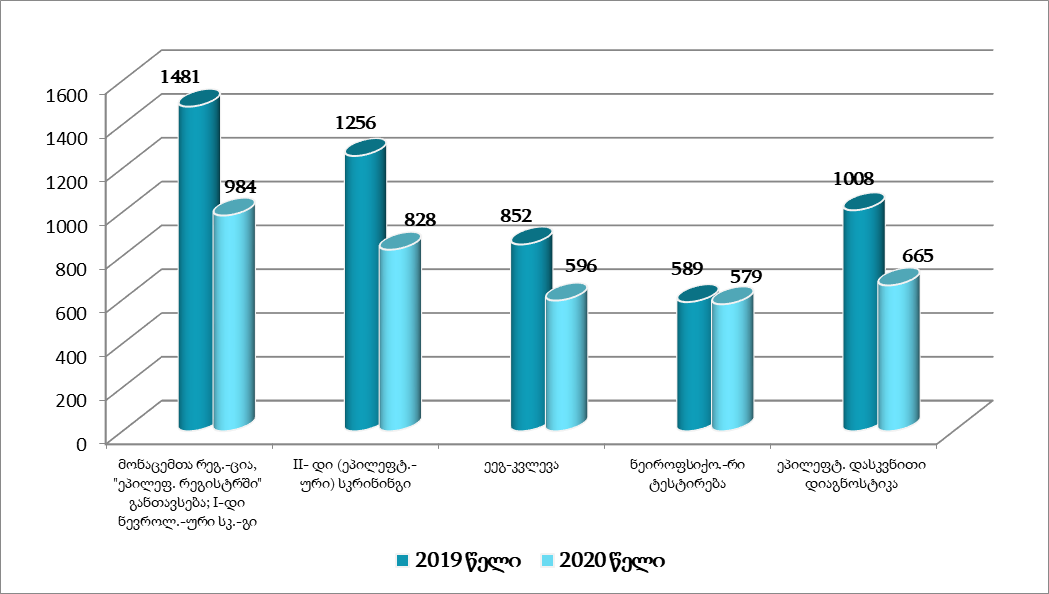 1600
1400
1200
1000
800
600
400
200
0
1481
984
1256
828
852
596
589
579
1008
665
მონაცემთა რეგ.-ცია,
"ეპილეფ. რეგისტრში"
განთავსება; I-დი
ნევროლ.-ური სკ.-გი
II- დი (ეპილეფტ.-
ური) სკრინინგი
ეეგ-კვლევა
ნეიროფსიქო.-რი
ტესტირება
ეპილეფტ. დასკვნითი
დიაგნოსტიკა
2019 წელი 2020 წელი